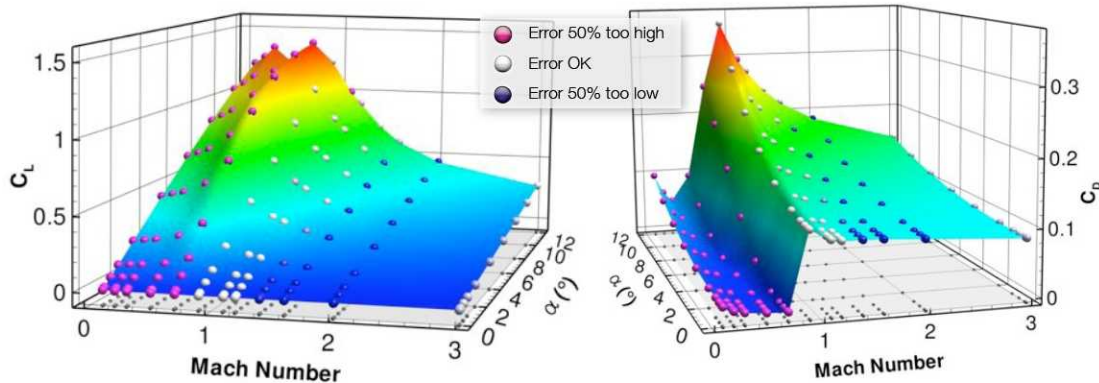 Error 50% too high
Error OK
Error 50% too low
1.5
1
0.5
0
C_L
0 1 2 3
Mach Number
0 2 4 6 8 10 12
α (°)
0.3
0.2
0.1
0
C_D
12 10 8 6 4 2 0
α (°)
0 1 2 3
Mach Number